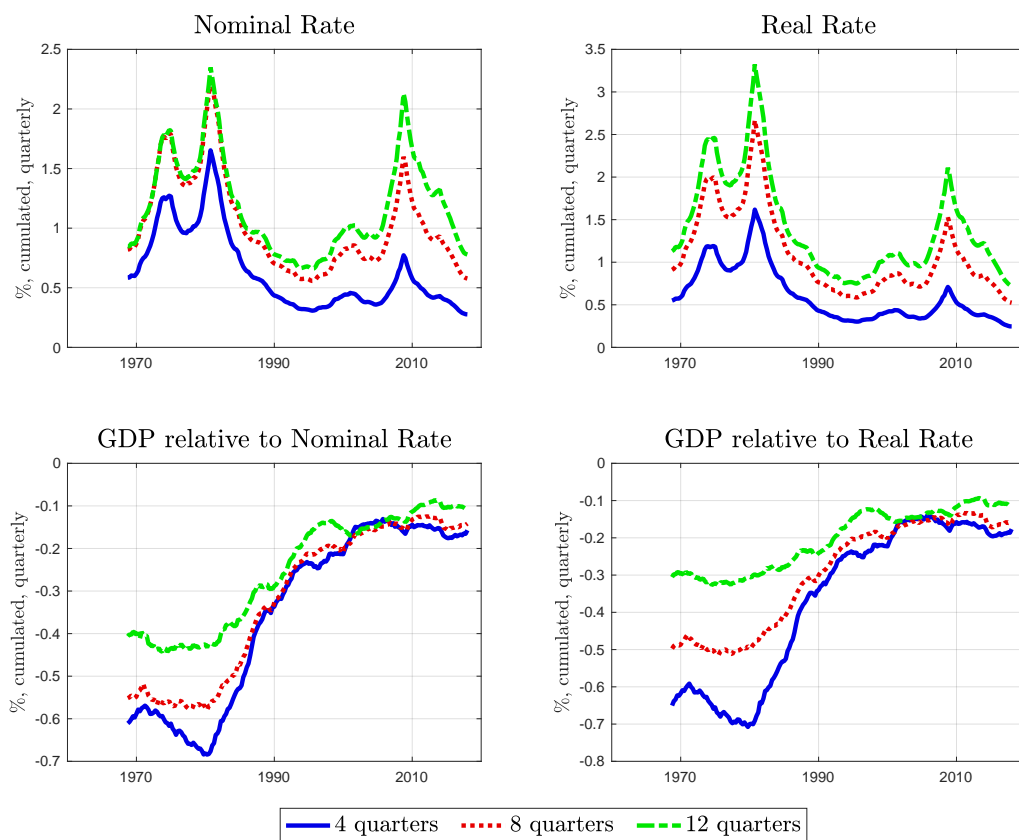 Nominal Rate
%, cumulated, quarterly
2.5
2
1.5
1
0.5
0
1970 1990 2010
Real Rate
%, cumulated, quarterly
3.5
3
2.5
2
1.5
1
0.5
0
1970 1990 2010
GDP relative to Nominal Rate
%, cumulated, quarterly
0
-0.1
-0.2
-0.3
-0.4
-0.5
-0.6
-0.7
1970 1990 2010
GDP relative to Real Rate
%, cumulated, quarterly
0
-0.1
-0.2
-0.3
-0.4
-0.5
-0.6
-0.7
-0.8
1970 1990 2010
4 quarters 8 quarters 12 quarters